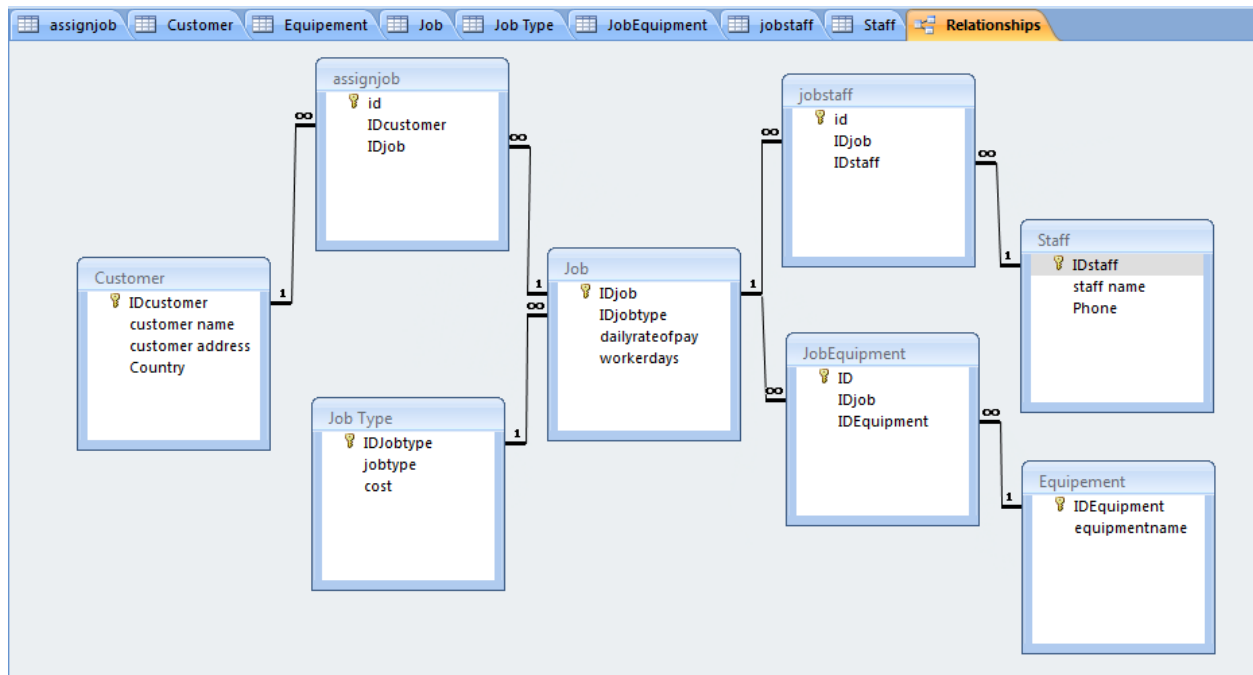 assignjob Customer Equipement Job Job Type JobEquipment jobstaff Staff Relationships
assignjob
id
IDcustomer
IDjob
jobstaff
id
IDjob
IDstaff
Staff
IDstaff
staff name
Phone
Customer
IDcustomer
customer name
customer address
Country
Job
IDjob
IDjobtype
dailyrateofpay
workerdays
JobEquipment
ID
IDjob
IDEquipment
Job Type
IDJobtype
jobtype
cost
Equipement
IDEquipment
equipmentname
∞
∞
1
1
∞
1
1
∞
∞
∞
1
∞
1